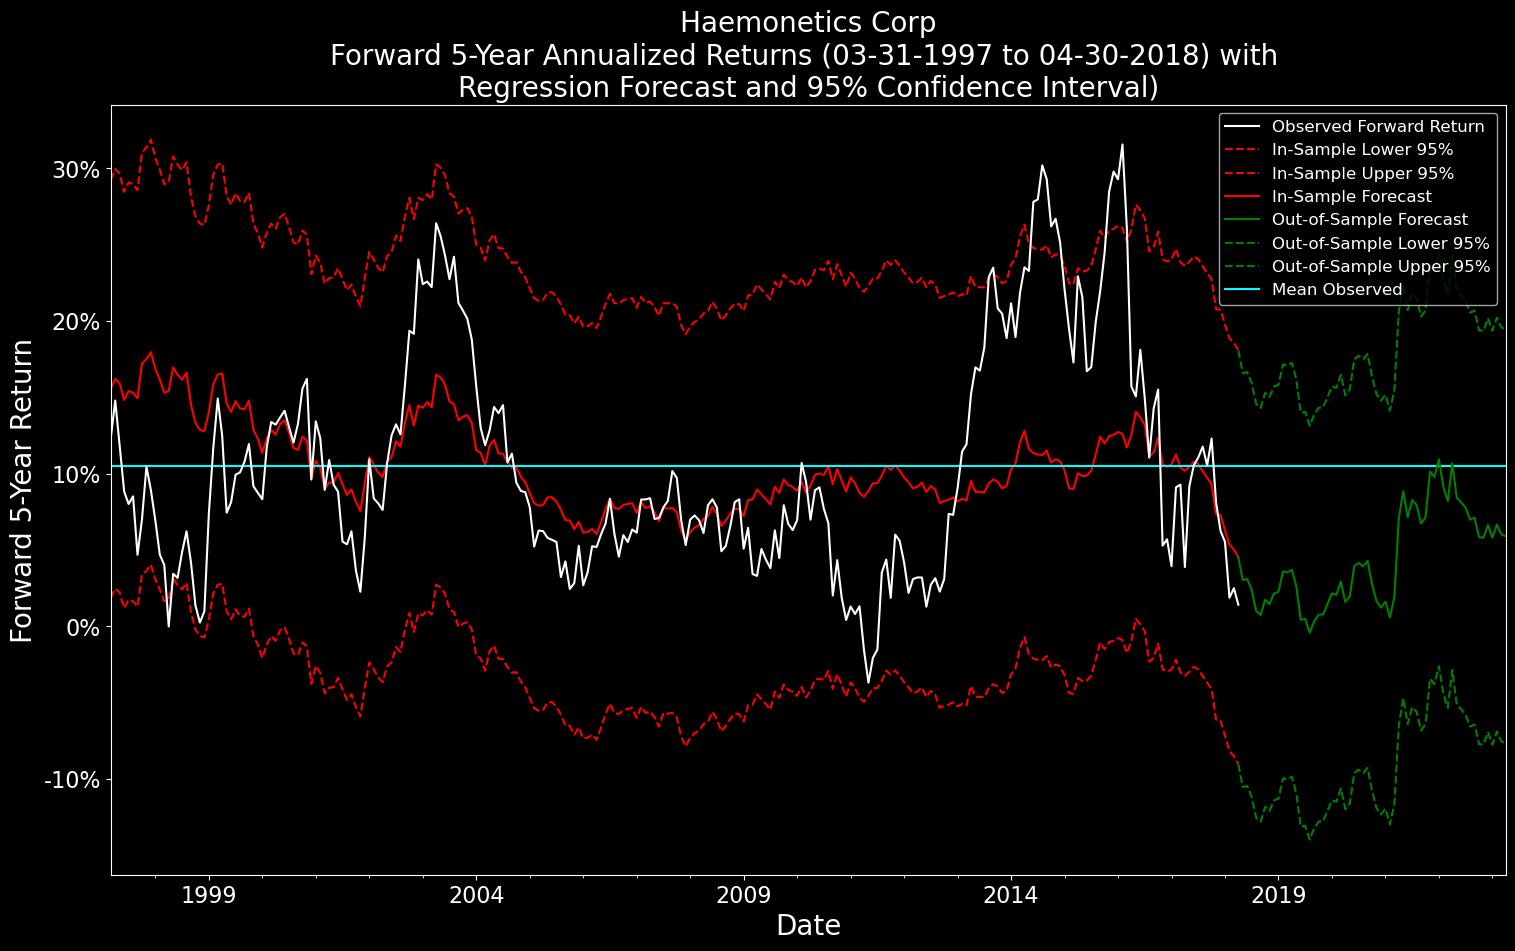 Haemonetics Corp
Forward 5-Year Annualized Returns (03-31-1997 to 04-30-2018) with
Regression Forecast and 95% Confidence Interval)
Forward 5-Year Return
30%
20%
10%
0%
-10%
Observed Forward Return
In-Sample Lower 95%
In-Sample Upper 95%
In-Sample Forecast
Out-of-Sample Forecast
Out-of-Sample Lower 95%
Out-of-Sample Upper 95%
Mean Observed
1999 2004 2009 2014 2019
Date